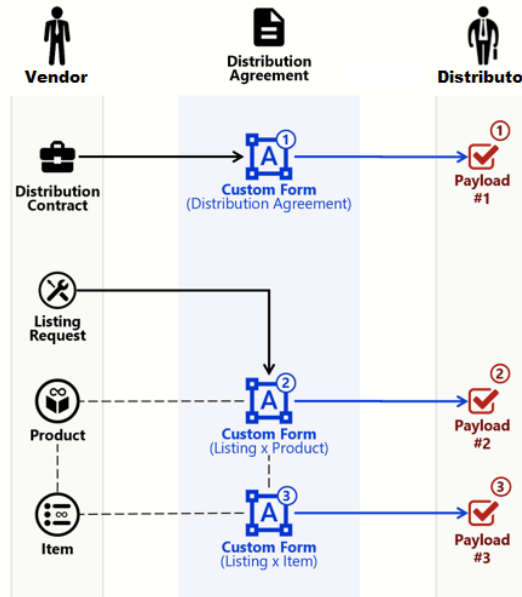 Vendor
Distribution
Agreement
Distributo
Distribution
Contract
A
1
Custom Form
(Distribution Agreement)
1
Payload
#1
Listing
Request
Product
A
2
Custom Form
(Listing x Product)
2
Payload
#2
Item
A
3
Custom Form
(Listing x Item)
3
Payload
#3